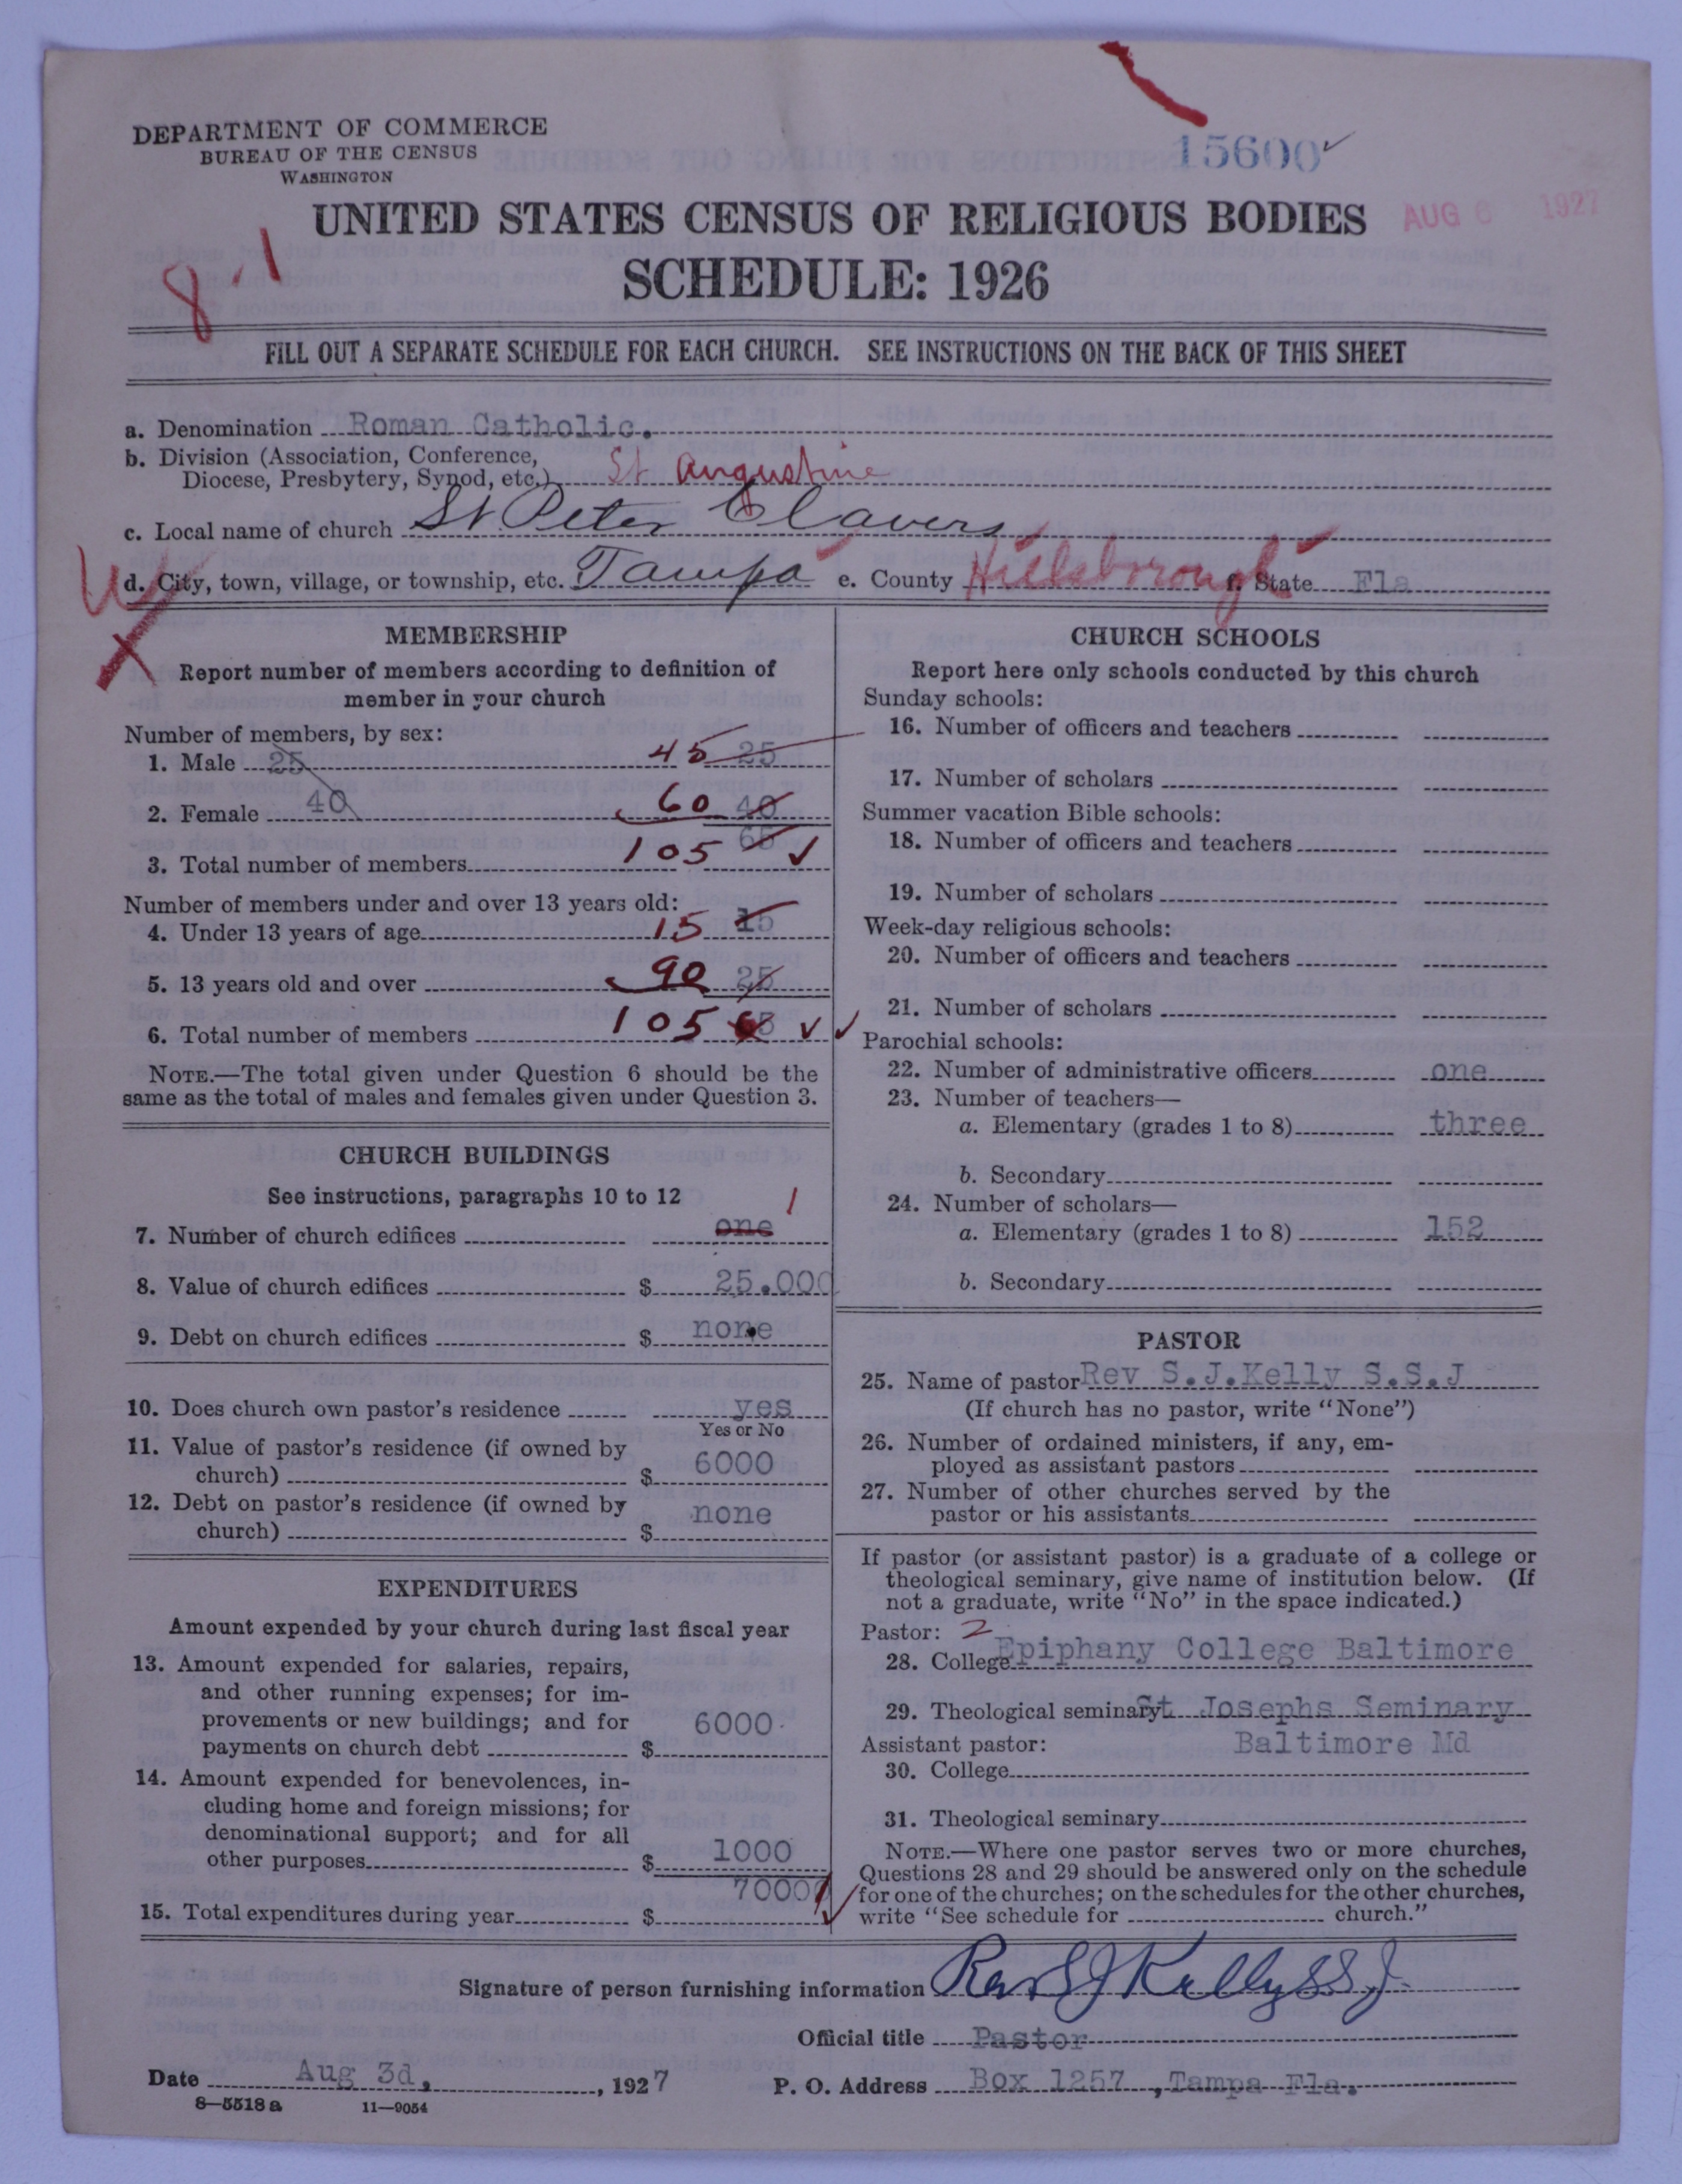 DEPARTMENT OF COMMERCE
BUREAU OF THE CENSUS
WASHINGTON
15600
UNITED STATES CENSUS OF RELIGIOUS BODIES
AUG 6 1927
SCHEDULE: 1926
8-1
FILL OUT A SEPARATE SCHEDULE FOR EACH CHURCH. SEE INSTRUCTIONS ON THE BACK OF THIS SHEET
a. Denomination Roman Catholic.
b. Division (Association, Conference,
Diocese, Presbytery, Synod, etc.) St Augustine
c. Local name of church St. Peter Clavers
d. City, town, village, or township, etc. Tampa e. County Hillsborough f. State Fla
MEMBERSHIP
Report number of members according to definition of
member in your church
Number of members, by sex:
1. Male 25 45 25
2. Female 40 60 40
65
3. Total number of members 105 ✓
Number of members under and over 13 years old:
4. Under 13 years of age 15 15
5. 13 years old and over 90 25
6. Total number of members 105 65 ✓ ✓
NOTE.—The total given under Question 6 should be the
same as the total of males and females given under Question 3.
CHURCH BUILDINGS
See instructions, paragraphs 10 to 12 1
7. Number of church edifices one
8. Value of church edifices $ 25.000
9. Debt on church edifices $ none
10. Does church own pastor's residence yes
Yes or No
11. Value of pastor's residence (if owned by
church) $ 6000
12. Debt on pastor's residence (if owned by
church) $ none
EXPENDITURES
Amount expended by your church during last fiscal year
13. Amount expended for salaries, repairs,
and other running expenses; for im-
provements or new buildings; and for
payments on church debt $ 6000
14. Amount expended for benevolences, in-
cluding home and foreign missions; for
denominational support; and for all
other purposes $ 1000
7000
15. Total expenditures during year $ ✓
CHURCH SCHOOLS
Report here only schools conducted by this church
Sunday schools:
16. Number of officers and teachers
17. Number of scholars
Summer vacation Bible schools:
18. Number of officers and teachers
19. Number of scholars
Week-day religious schools:
20. Number of officers and teachers
21. Number of scholars
Parochial schools:
22. Number of administrative officers one
23. Number of teachers—
a. Elementary (grades 1 to 8) three
b. Secondary
24. Number of scholars—
a. Elementary (grades 1 to 8) 152
b. Secondary
PASTOR
25. Name of pastor Rev S.J.Kelly S.S.J
(If church has no pastor, write "None")
26. Number of ordained ministers, if any, em-
ployed as assistant pastors
27. Number of other churches served by the
pastor or his assistants
If pastor (or assistant pastor) is a graduate of a college or
theological seminary, give name of institution below. (If
not a graduate, write "No" in the space indicated.)
Pastor: 2
28. College Epiphany College Baltimore
29. Theological seminary St Josephs Seminary
Assistant pastor: Baltimore Md
30. College
31. Theological seminary
NOTE.—Where one pastor serves two or more churches,
Questions 28 and 29 should be answered only on the schedule
for one of the churches; on the schedules for the other churches,
write "See schedule for church."
Signature of person furnishing information Rev S J Kelly S S J
Official title Pastor
Date Aug 3d, , 1927 P. O. Address Box 1257 , Tampa Fla.
8—5518a 11—9054